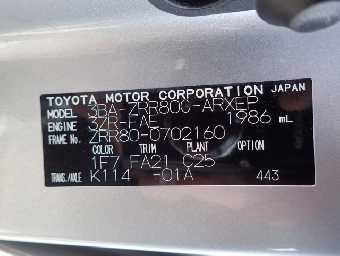 TOYOTA MOTOR CORPORATION JAPAN
MODEL 3BA-ZRR80G-ARXEP
ENGINE 3ZR-FAE 1986 mL
FRAME No. ZRR80-0702160
COLOR TRIM PLANT OPTION
1F7 FA21 C25
TRANS./AXLE K114 -01A 443